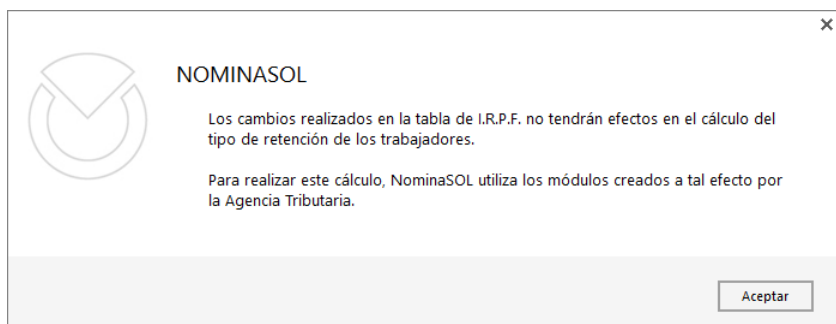 NOMINASOL
Los cambios realizados en la tabla de I.R.P.F. no tendrán efectos en el cálculo del
tipo de retención de los trabajadores.
Para realizar este cálculo, NominaSOL utiliza los módulos creados a tal efecto por
la Agencia Tributaria.
Aceptar